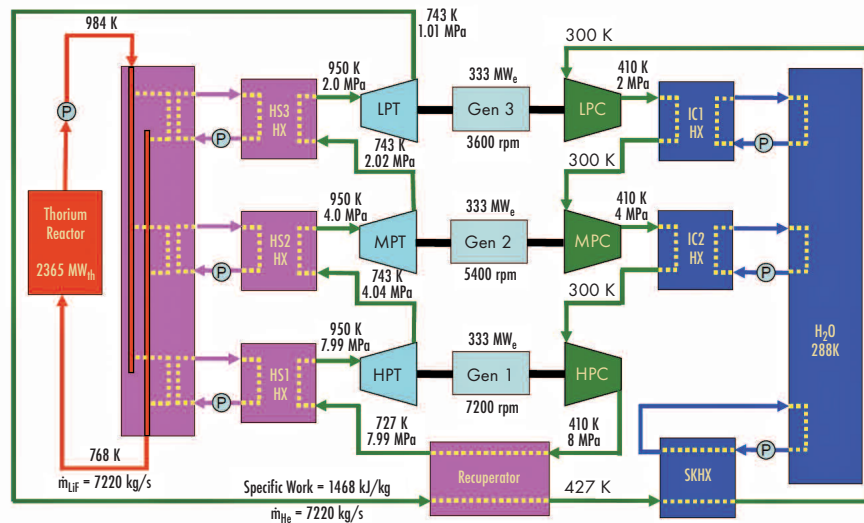 743 K
1.01 MPa
984 K
P
Thorium
Reactor
2365 MWth
768 K
ṁLiF = 7220 kg/s
HS3
HX
P
950 K
2.0 MPa
LPT
333 MWe
Gen 3
3600 rpm
743 K
2.02 MPa
300 K
LPC
410 K
2 MPa
IC1
HX
P
300 K
HS2
HX
P
950 K
4.0 MPa
MPT
333 MWe
Gen 2
5400 rpm
743 K
4.04 MPa
MPC
410 K
4 MPa
IC2
HX
P
300 K
HS1
HX
P
950 K
7.99 MPa
HPT
333 MWe
Gen 1
7200 rpm
727 K
7.99 MPa
HPC
410 K
8 MPa
H2O
288K
Recuperator
427 K
SKHX
P
Specific Work = 1468 kJ/kg
ṁHe = 7220 kg/s